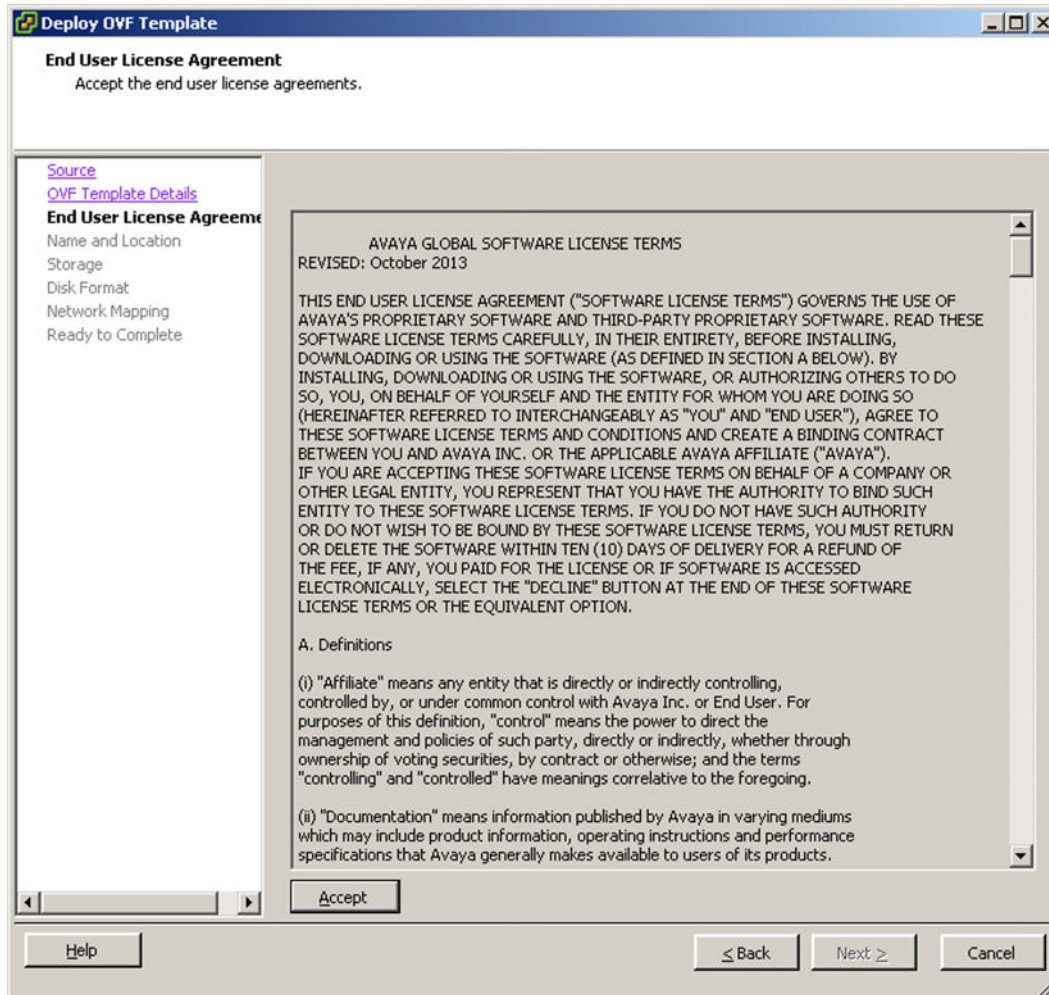 Deploy OVF Template
End User License Agreement
Accept the end user license agreements.
Source
OVF Template Details
End User License Agreeme
Name and Location
Storage
Disk Format
Network Mapping
Ready to Complete
AVAYA GLOBAL SOFTWARE LICENSE TERMS
REVISED: October 2013
THIS END USER LICENSE AGREEMENT ("SOFTWARE LICENSE TERMS") GOVERNS THE USE OF
AVAYA'S PROPRIETARY SOFTWARE AND THIRD-PARTY PROPRIETARY SOFTWARE. READ THESE
SOFTWARE LICENSE TERMS CAREFULLY, IN THEIR ENTIRETY, BEFORE INSTALLING,
DOWNLOADING OR USING THE SOFTWARE (AS DEFINED IN SECTION A BELOW). BY
INSTALLING, DOWNLOADING OR USING THE SOFTWARE, OR AUTHORIZING OTHERS TO DO
SO, YOU, ON BEHALF OF YOURSELF AND THE ENTITY FOR WHOM YOU ARE DOING SO
(HEREINAFTER REFERRED TO INTERCHANGEABLY AS "YOU" AND "END USER"), AGREE TO
THESE SOFTWARE LICENSE TERMS AND CONDITIONS AND CREATE A BINDING CONTRACT
BETWEEN YOU AND AVAYA INC. OR THE APPLICABLE AVAYA AFFILIATE ("AVAYA").
IF YOU ARE ACCEPTING THESE SOFTWARE LICENSE TERMS ON BEHALF OF A COMPANY OR
OTHER LEGAL ENTITY, YOU REPRESENT THAT YOU HAVE THE AUTHORITY TO BIND SUCH
ENTITY TO THESE SOFTWARE LICENSE TERMS. IF YOU DO NOT HAVE SUCH AUTHORITY
OR DO NOT WISH TO BE BOUND BY THESE SOFTWARE LICENSE TERMS, YOU MUST RETURN
OR DELETE THE SOFTWARE WITHIN TEN (10) DAYS OF DELIVERY FOR A REFUND OF
THE FEE, IF ANY, YOU PAID FOR THE LICENSE OR IF SOFTWARE IS ACCESSED
ELECTRONICALLY, SELECT THE "DECLINE" BUTTON AT THE END OF THESE SOFTWARE
LICENSE TERMS OR THE EQUIVALENT OPTION.
A. Definitions
(i) "Affiliate" means any entity that is directly or indirectly controlling,
controlled by, or under common control with Avaya Inc. or End User. For
purposes of this definition, "control" means the power to direct the
management and policies of such party, directly or indirectly, whether through
ownership of voting securities, by contract or otherwise; and the terms
"controlling" and "controlled" have meanings correlative to the foregoing.
(ii) "Documentation" means information published by Avaya in varying mediums
which may include product information, operating instructions and performance
specifications that Avaya generally makes available to users of its products.
Accept
Help
< Back
Next >
Cancel